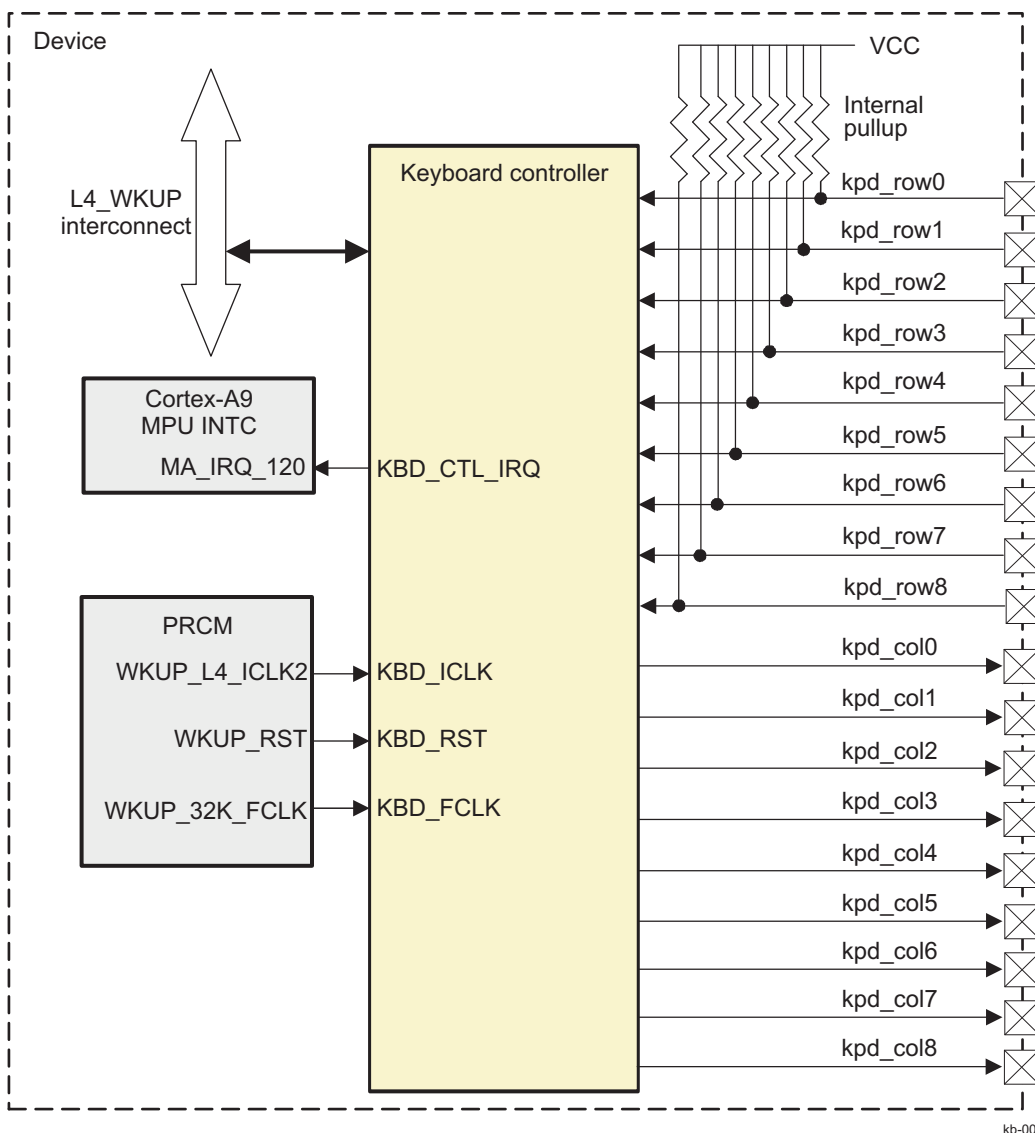 Device
VCC
Internal
pullup
Keyboard controller
L4_WKUP
interconnect
kpd_row0
kpd_row1
kpd_row2
kpd_row3
kpd_row4
kpd_row5
kpd_row6
kpd_row7
kpd_row8
Cortex-A9
MPU INTC
MA_IRQ_120
KBD_CTL_IRQ
PRCM
WKUP_L4_ICLK2
KBD_ICLK
WKUP_RST
KBD_RST
WKUP_32K_FCLK
KBD_FCLK
kpd_col0
kpd_col1
kpd_col2
kpd_col3
kpd_col4
kpd_col5
kpd_col6
kpd_col7
kpd_col8